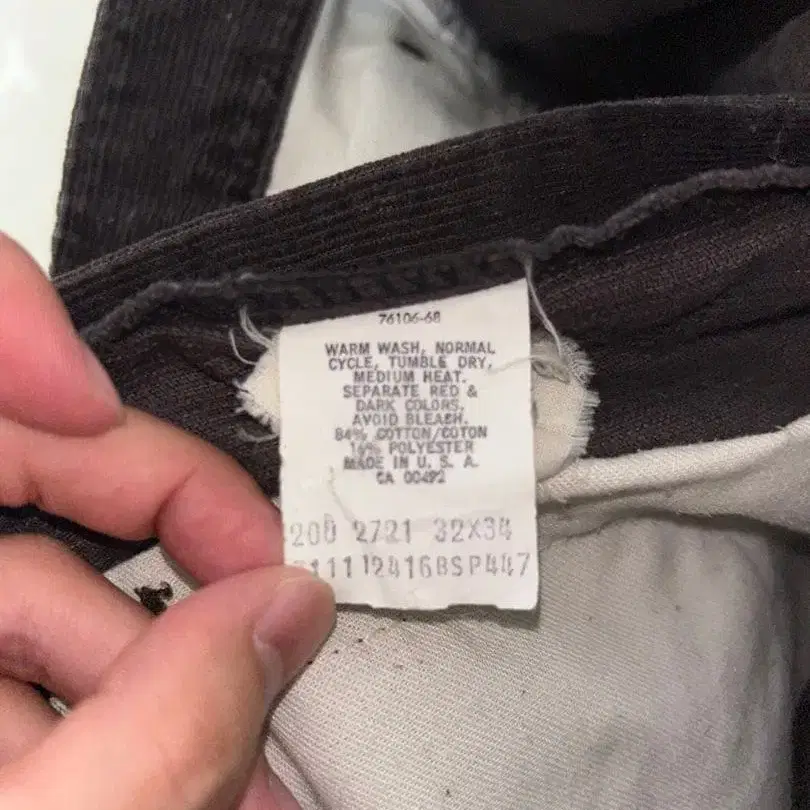 76106-68
WARM WASH, NORMAL
CYCLE, TUMBLE DRY,
MEDIUM HEAT.
SEPARATE RED &
DARK COLORS.
AVOID BLEACH.
84% COTTON/COTON
16% POLYESTER
MADE IN U. S. A.
CA 00492
200 2721 32X34
11112416BSP447